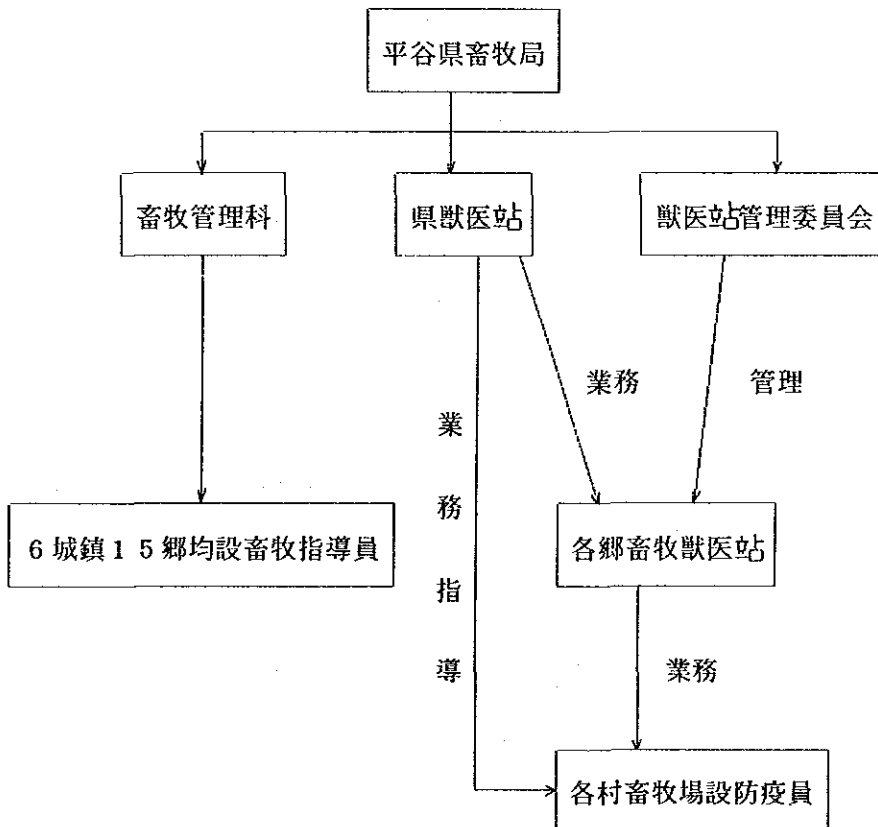 平谷県畜牧局
畜牧管理科
県獣医站
獣医站管理委員会
業務
管理
業務指導
6城鎮15郷均設畜牧指導員
各郷畜牧獣医站
業務
各村畜牧場設防疫員